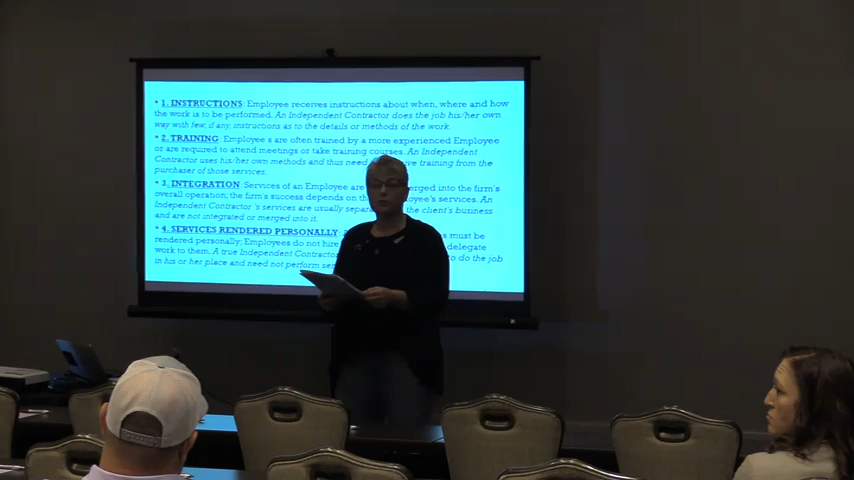 • 1. INSTRUCTIONS: Employee receives instructions about when, where and how
the work is to be performed. An Independent Contractor does the job his/her own
way with few, if any, instructions as to the details or methods of the work.
• 2. TRAINING: Employee s are often trained by a more experienced Employee
or are required to attend meetings or take training courses. An Independent
Contractor uses his/her own methods and thus need training from the
purchaser of those services.
• 3. INTEGRATION: Services of an Employee are erged into the firm's
overall operation; the firm's success depends on th yee's services. An
Independent Contractor 's services are usually separa the client's business
and are not integrated or merged into it.
• 4. SERVICES RENDERED PERSONALLY: s must be
rendered personally; Employees do not hire delegate
work to them. A true Independent Contractor to do the job
in his or her place and need not perform